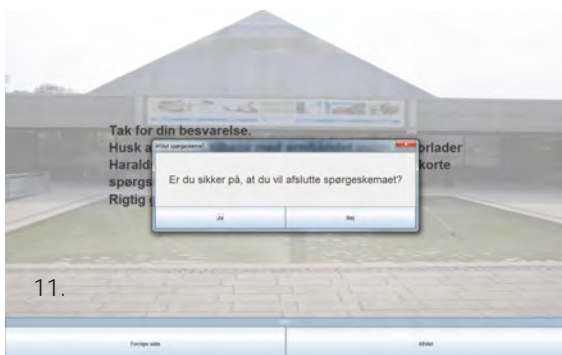 Tak for din besvarelse.
Husk a
orlader
Harald
korte
spørgs
Rigtig g
Afslut spørgeskema?
Er du sikker på, at du vil afslutte spørgeskemaet?
Ja
Nej
11.
Forrige side
Afslut